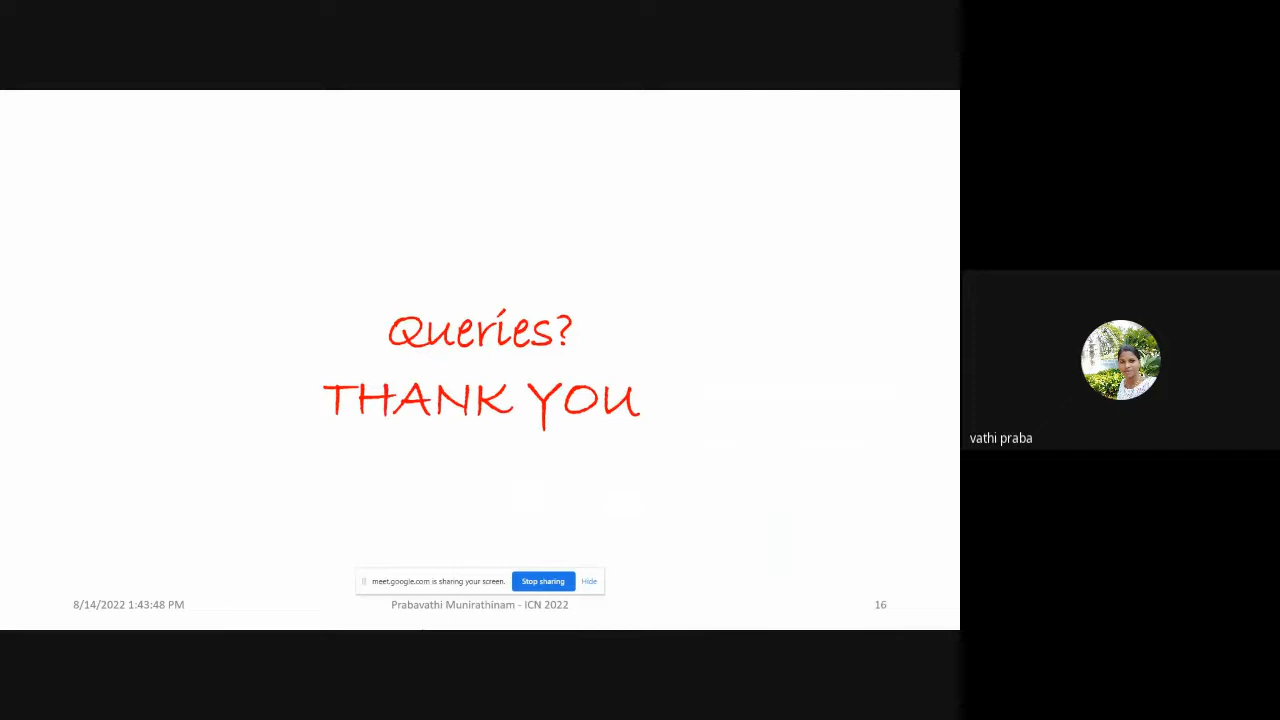 Queries?
THANK YOU
vathi praba
meet.google.com is sharing your screen. Stop sharing Hide
8/14/2022 1:43:48 PM Prabavathi Munirathinam - ICN 2022 16